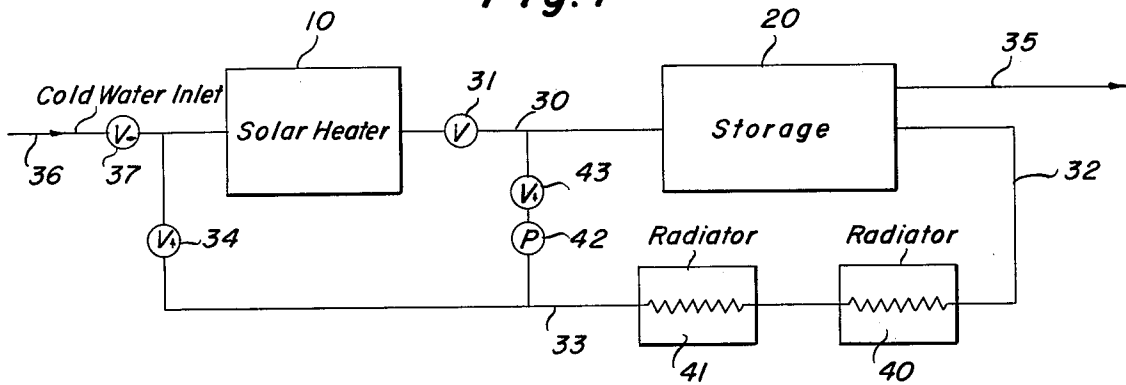 Fig. 1
10
20
31
30
35
Cold Water Inlet
Solar Heater
V
Storage
V-
36
37
43
V+
32
V+
34
P
42
Radiator
Radiator
33
41
40